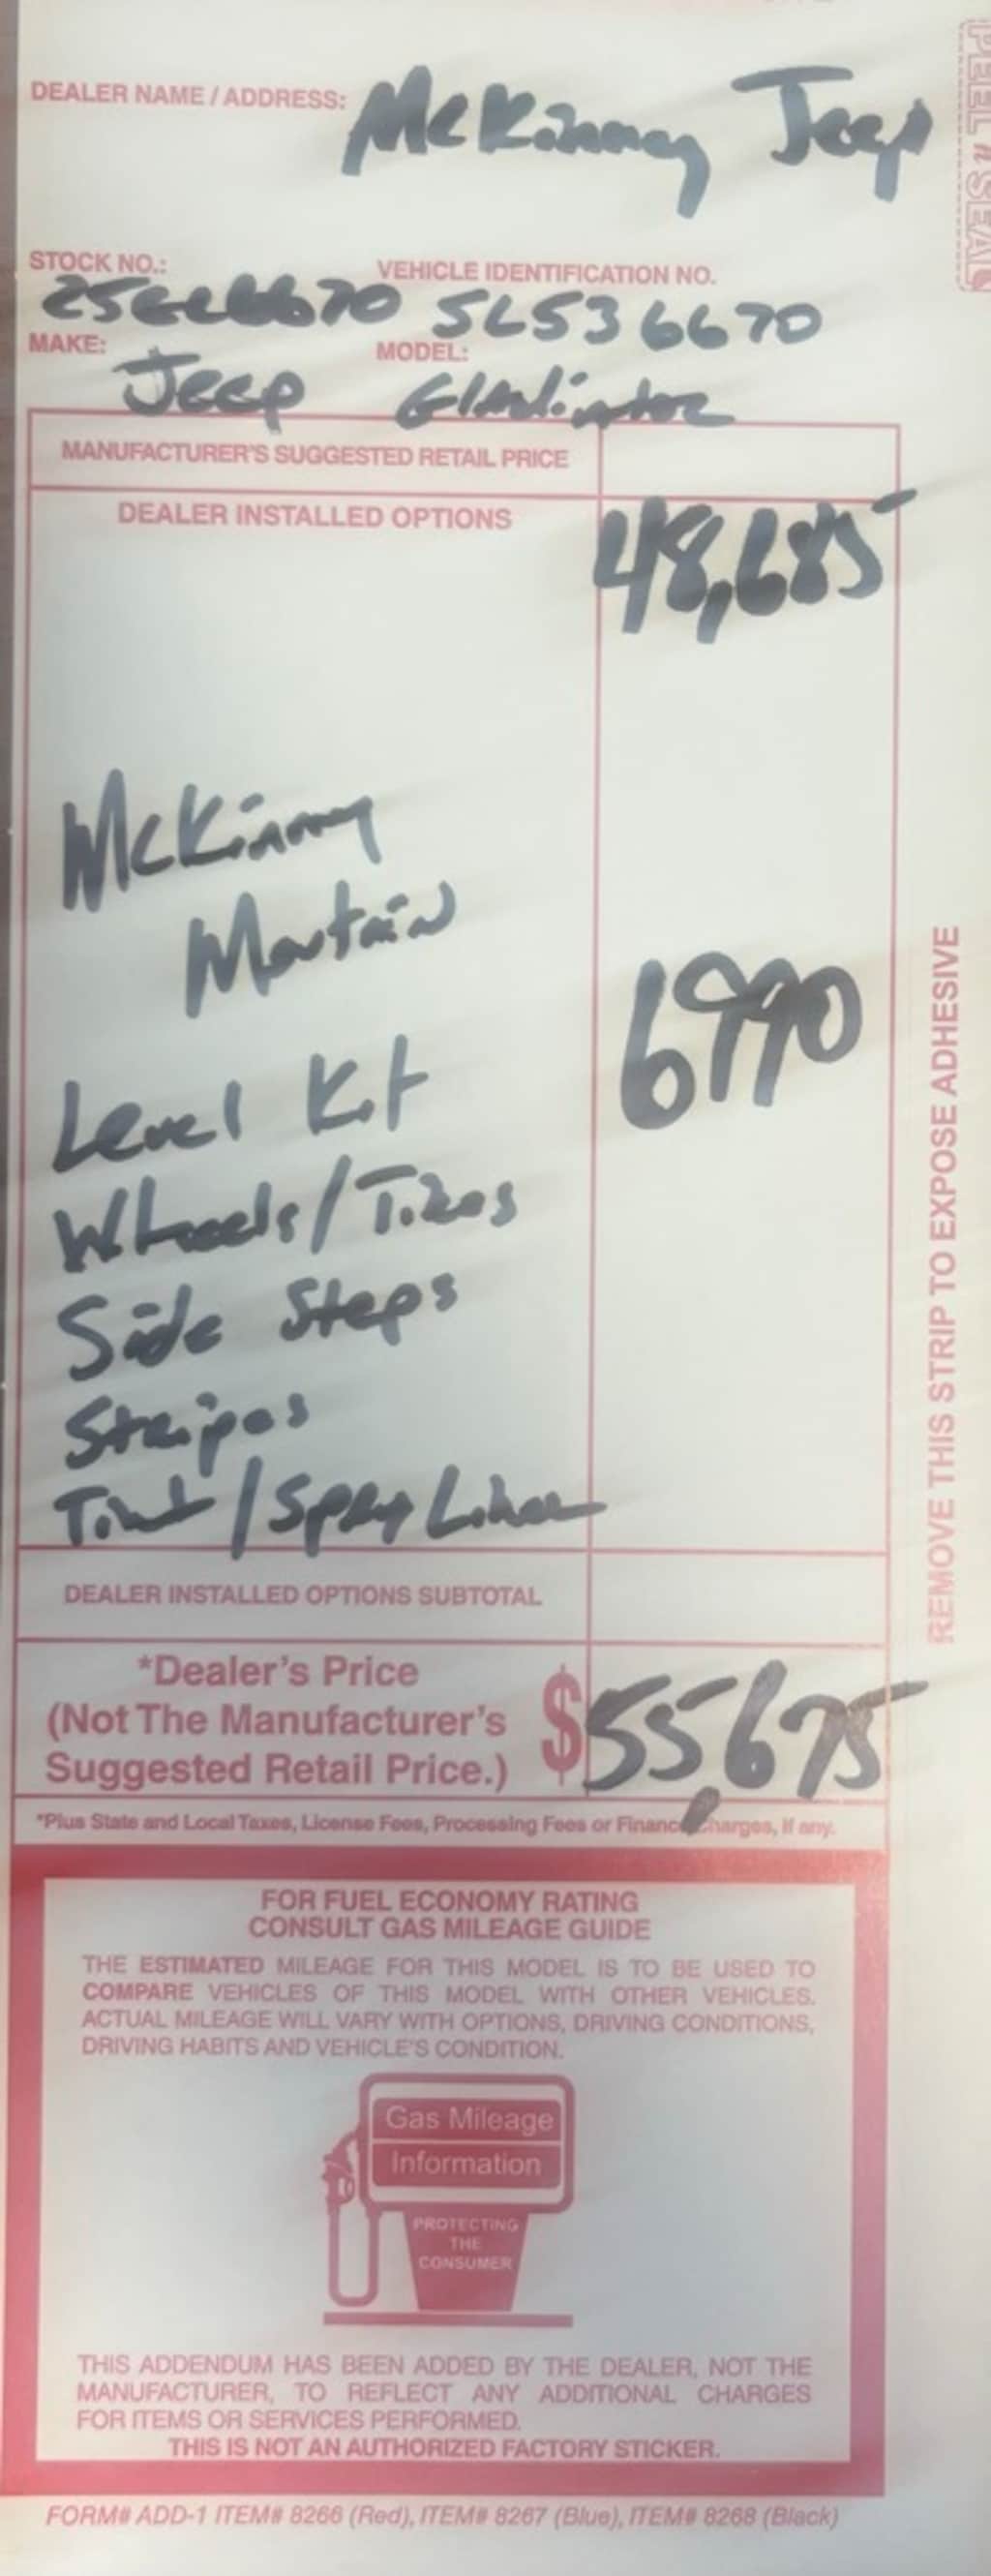 DEALER NAME / ADDRESS: McKinney Jeep
PEEL n SEAL
STOCK NO.: VEHICLE IDENTIFICATION NO.
SL536670
MAKE: MODEL:
Jeep Gladiator
MANUFACTURER'S SUGGESTED RETAIL PRICE
DEALER INSTALLED OPTIONS 48,685
McKinney
Mountain
6990
Level Kit
Wheels/Tires
Side Steps
Stripes
Tint/Spray Liner
REMOVE THIS STRIP TO EXPOSE ADHESIVE
DEALER INSTALLED OPTIONS SUBTOTAL
*Dealer's Price
(Not The Manufacturer's
Suggested Retail Price.) $55,675
*Plus State and Local Taxes, License Fees, Processing Fees or Finance Charges, if any.
FOR FUEL ECONOMY RATING
CONSULT GAS MILEAGE GUIDE
THE ESTIMATED MILEAGE FOR THIS MODEL IS TO BE USED TO
COMPARE VEHICLES OF THIS MODEL WITH OTHER VEHICLES.
ACTUAL MILEAGE WILL VARY WITH OPTIONS, DRIVING CONDITIONS,
DRIVING HABITS AND VEHICLE'S CONDITION.
Gas Mileage
Information
PROTECTING
THE
CONSUMER
THIS ADDENDUM HAS BEEN ADDED BY THE DEALER, NOT THE
MANUFACTURER, TO REFLECT ANY ADDITIONAL CHARGES
FOR ITEMS OR SERVICES PERFORMED.
THIS IS NOT AN AUTHORIZED FACTORY STICKER.
FORM# ADD-1 ITEM# 8266 (Red), ITEM# 8267 (Blue), ITEM# 8268 (Black)